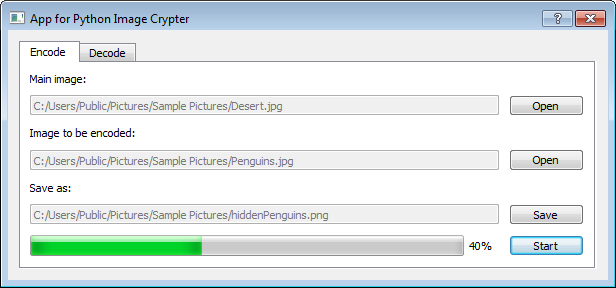 App for Python Image Crypter
Encode Decode
Main image:
C:/Users/Public/Pictures/Sample Pictures/Desert.jpg Open
Image to be encoded:
C:/Users/Public/Pictures/Sample Pictures/Penguins.jpg Open
Save as:
C:/Users/Public/Pictures/Sample Pictures/hiddenPenguins.png Save
40% Start